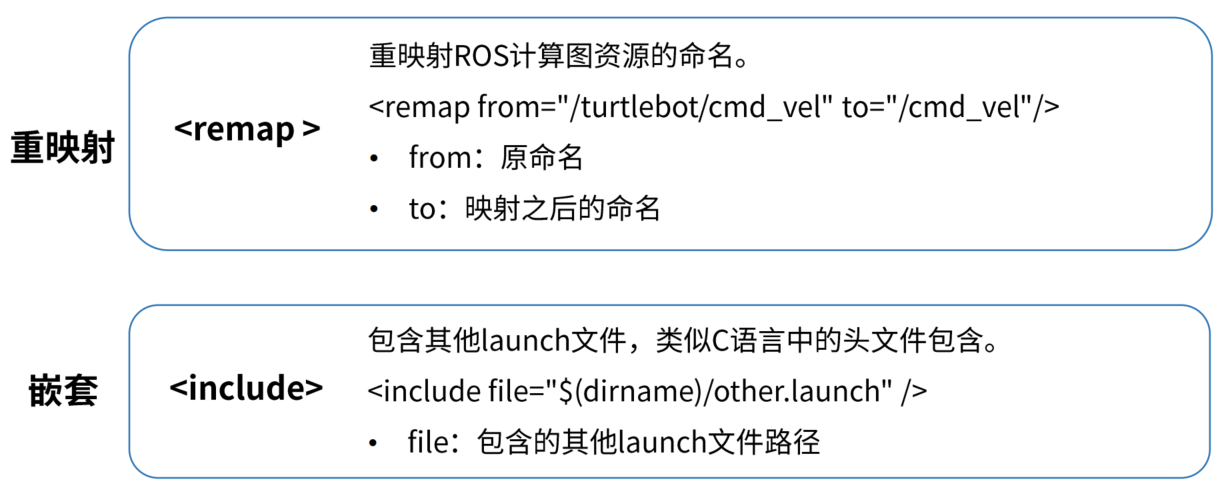 重映射
<remap >
重映射ROS计算图资源的命名。
<remap from="/turtlebot/cmd_vel" to="/cmd_vel"/>
• from：原命名
• to：映射之后的命名
嵌套
<include>
包含其他launch文件，类似C语言中的头文件包含。
<include file="$(dirname)/other.launch" />
• file：包含的其他launch文件路径